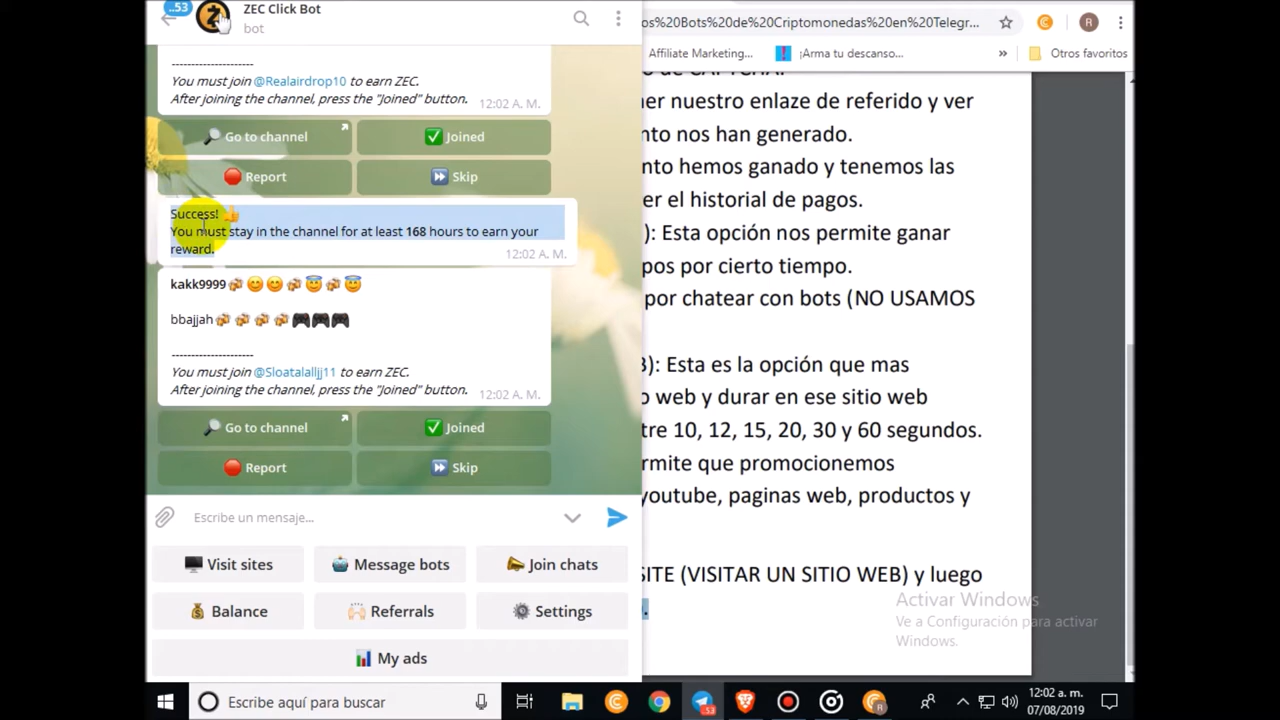 ..53
ZEC Click Bot
bot
--------------------
You must join @Realairdrop10 to earn ZEC.
After joining the channel, press the "Joined" button.
12:02 A. M.
Go to channel
Joined
Report
Skip
Success!
You must stay in the channel for at least 168 hours to earn your
reward.
12:02 A. M.
kakk9999
bbajjah
--------------------
You must join @Sloatalalljj11 to earn ZEC.
After joining the channel, press the "Joined" button.
12:02 A. M.
Go to channel
Joined
Report
Skip
Escribe un mensaje...
Visit sites
Message bots
Join chats
Balance
Referrals
Settings
My ads
os%20Bots%20de%20Criptomonedas%20en%20Telegr...
R
Affiliate Marketing...
¡Arma tu descanso...
»
Otros favoritos
o de CAPTCHA.
er nuestro enlace de referido y ver
nto nos han generado.
nto hemos ganado y tenemos las
er el historial de pagos.
): Esta opción nos permite ganar
pos por cierto tiempo.
por chatear con bots (NO USAMOS
): Esta es la opción que mas
o web y durar en ese sitio web
tre 10, 12, 15, 20, 30 y 60 segundos.
rmite que promocionemos
youtube, paginas web, productos y
SITE (VISITAR UN SITIO WEB) y luego
Activar Windows
Ve a Configuración para activar
Windows.
Escribe aquí para buscar
53
12:02 a. m.
07/08/2019